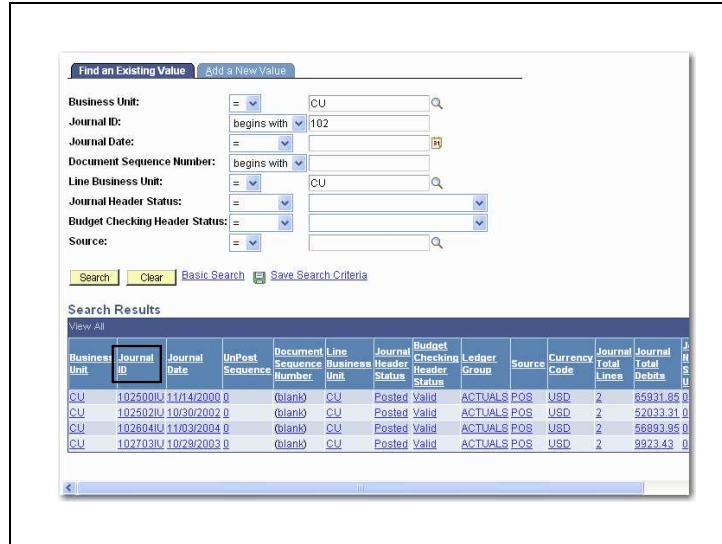 Find an Existing Value Add a New Value
Business Unit: = CU
Journal ID: begins with 102
Journal Date: = 31
Document Sequence Number: begins with
Line Business Unit: = CU
Journal Header Status: =
Budget Checking Header Status: =
Source: =
Search Clear Basic Search Save Search Criteria
Search Results
View All
Business Unit Journal ID Journal Date UnPost Sequence Document Sequence Number Line Business Unit Journal Header Status Budget Checking Header Status Ledger Group Source Currency Code Journal Total Lines Journal Total Debits
CU 102500IU 11/14/2000 0 (blank) CU Posted Valid ACTUALS POS USD 2 65931.85 0
CU 102502IU 10/30/2002 0 (blank) CU Posted Valid ACTUALS POS USD 2 52033.31 0
CU 102604IU 11/03/2004 0 (blank) CU Posted Valid ACTUALS POS USD 2 56893.95 0
CU 102703IU 10/29/2003 0 (blank) CU Posted Valid ACTUALS POS USD 2 9923.43 0